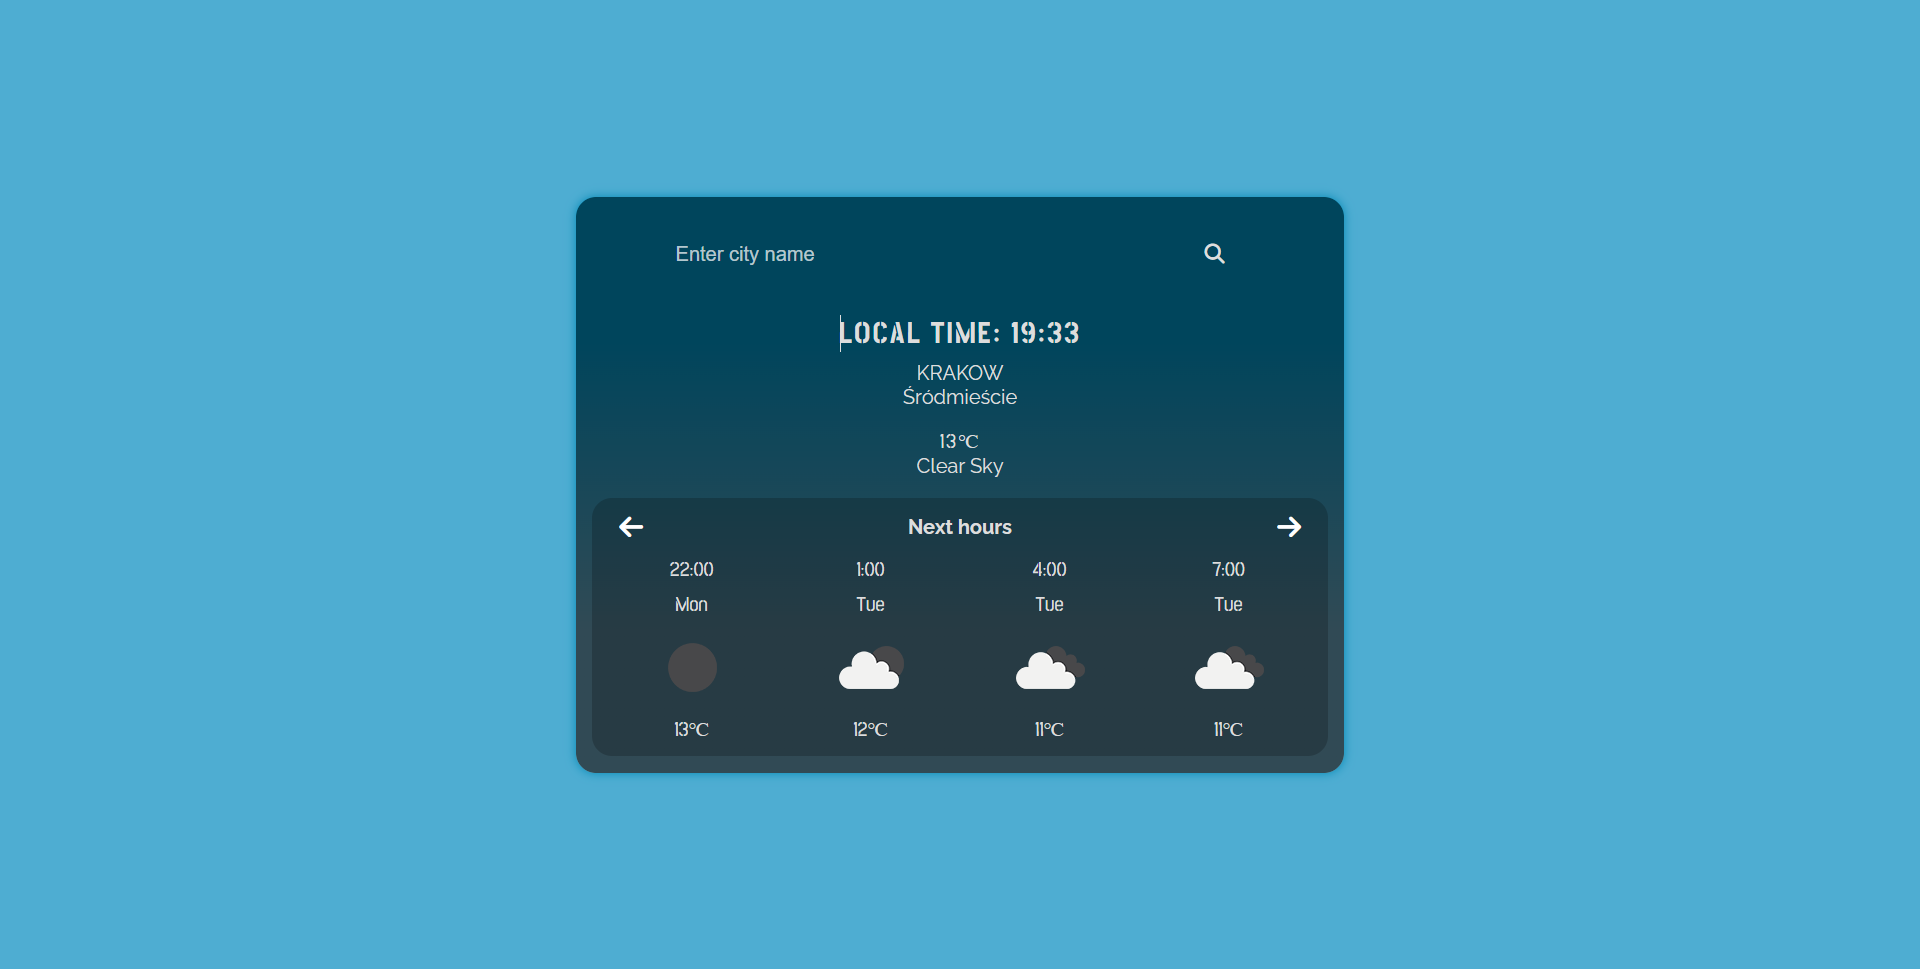 Enter city name
LOCAL TIME: 19:33
KRAKOW
Śródmieście
13°C
Clear Sky
Next hours
22:00 1:00 4:00 7:00
Mon Tue Tue Tue
13°C 12°C 11°C 11°C